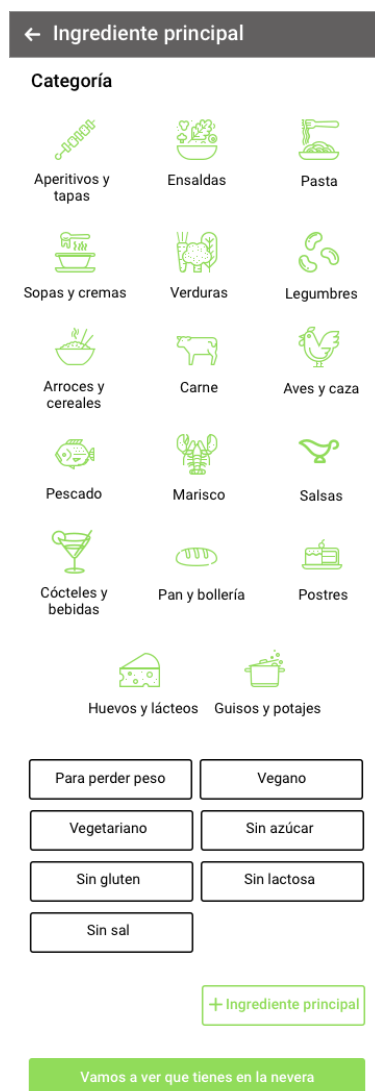 Ingrediente principal
Categoría
Aperitivos y
tapas
Ensaldas
Pasta
Sopas y cremas
Verduras
Legumbres
Arroces y
cereales
Carne
Aves y caza
Pescado
Marisco
Salsas
Cócteles y
bebidas
Pan y bollería
Postres
Huevos y lácteos
Guisos y potajes
Para perder peso
Vegano
Vegetariano
Sin azúcar
Sin gluten
Sin lactosa
Sin sal
+ Ingrediente principal
Vamos a ver que tienes en la nevera